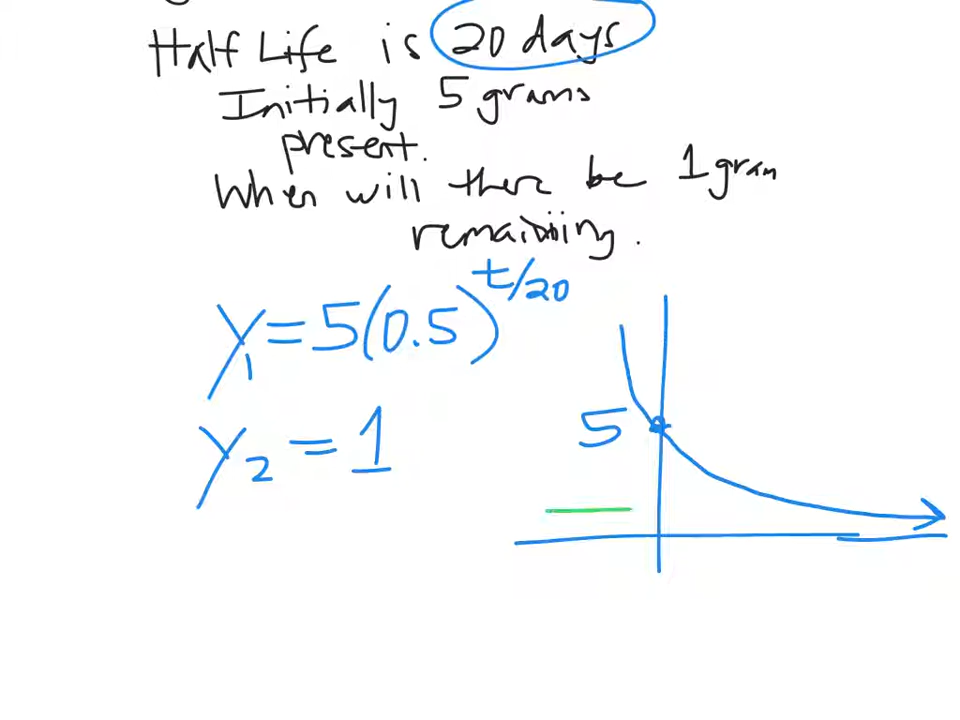 Half Life is 20 days
Initially 5 grams
present.
When will there be 1 gram
remaining.
y₁ = 5(0.5)^(t/20)
y₂ = 1
5